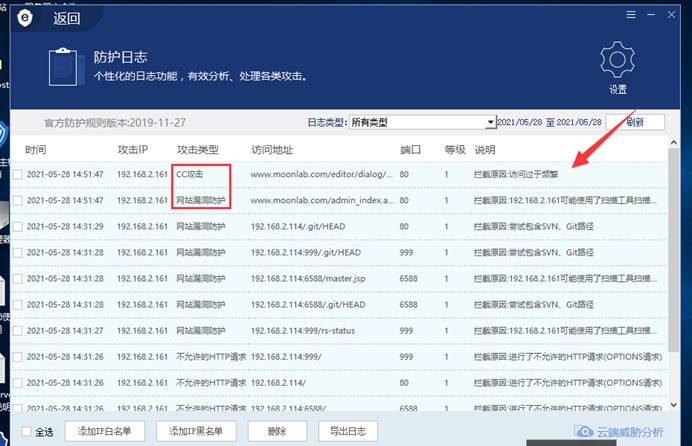 返回
防护日志
个性化的日志功能，有效分析、处理各类攻击。
设置
官方防护规则版本:2019-11-27 日志类型: 所有类型 2021/05/28 至 2021/05/28 刷新
时间 攻击IP 攻击类型 访问地址 端口 等级 说明
2021-05-28 14:51:47 192.168.2.161 CC攻击 www.moonlab.com/editor/dialog/... 80 1 拦截原因:访问过于频繁
2021-05-28 14:51:47 192.168.2.161 网站漏洞防护 www.moonlab.com/admin_index.a... 80 1 拦截原因:192.168.2.161可能使用了扫描工具扫描...
2021-05-28 14:31:29 192.168.2.161 网站漏洞防护 192.168.2.114/.git/HEAD 80 1 拦截原因:尝试包含SVN、Git路径
2021-05-28 14:31:28 192.168.2.161 网站漏洞防护 192.168.2.114:999/.git/HEAD 999 1 拦截原因:尝试包含SVN、Git路径
2021-05-28 14:31:28 192.168.2.161 网站漏洞防护 192.168.2.114:6588/master.jsp 6588 1 拦截原因:192.168.2.161可能使用了扫描工具扫描...
2021-05-28 14:31:28 192.168.2.161 网站漏洞防护 192.168.2.114:6588/.git/HEAD 6588 1 拦截原因:尝试包含SVN、Git路径
2021-05-28 14:31:27 192.168.2.161 网站漏洞防护 192.168.2.114:999/rs-status 999 1 拦截原因:192.168.2.161可能使用了扫描工具扫描...
2021-05-28 14:31:26 192.168.2.161 不允许的HTTP请求 192.168.2.114:999/ 999 1 拦截原因:进行了不允许的HTTP请求(OPTIONS请求)
2021-05-28 14:31:26 192.168.2.161 不允许的HTTP请求 192.168.2.114/ 80 1 拦截原因:进行了不允许的HTTP请求(OPTIONS请求)
2021-05-28 14:31:26 192.168.2.161 不允许的HTTP请求 192.168.2.114:6588/ 6588 1 拦截原因:进行了不允许的HTTP请求(OPTIONS请求)
全选 添加IP白名单 添加IP黑名单 删除 导出日志 云端威胁分析